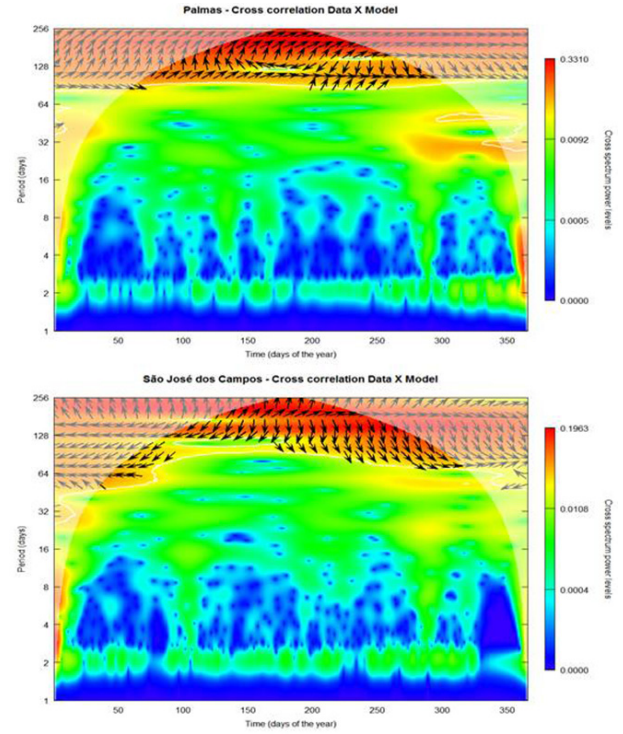 Palmas - Cross correlation Data X Model
256
128
64
32
16
8
4
2
1
Period (days)
50 100 150 200 250 300 350
Time (days of the year)
0.3310
0.0092
0.0005
0.0000
Cross spectrum power levels
São José dos Campos - Cross correlation Data X Model
256
128
64
32
16
8
4
2
1
Period (days)
50 100 150 200 250 300 350
Time (days of the year)
0.1963
0.0108
0.0004
0.0000
Cross spectrum power levels